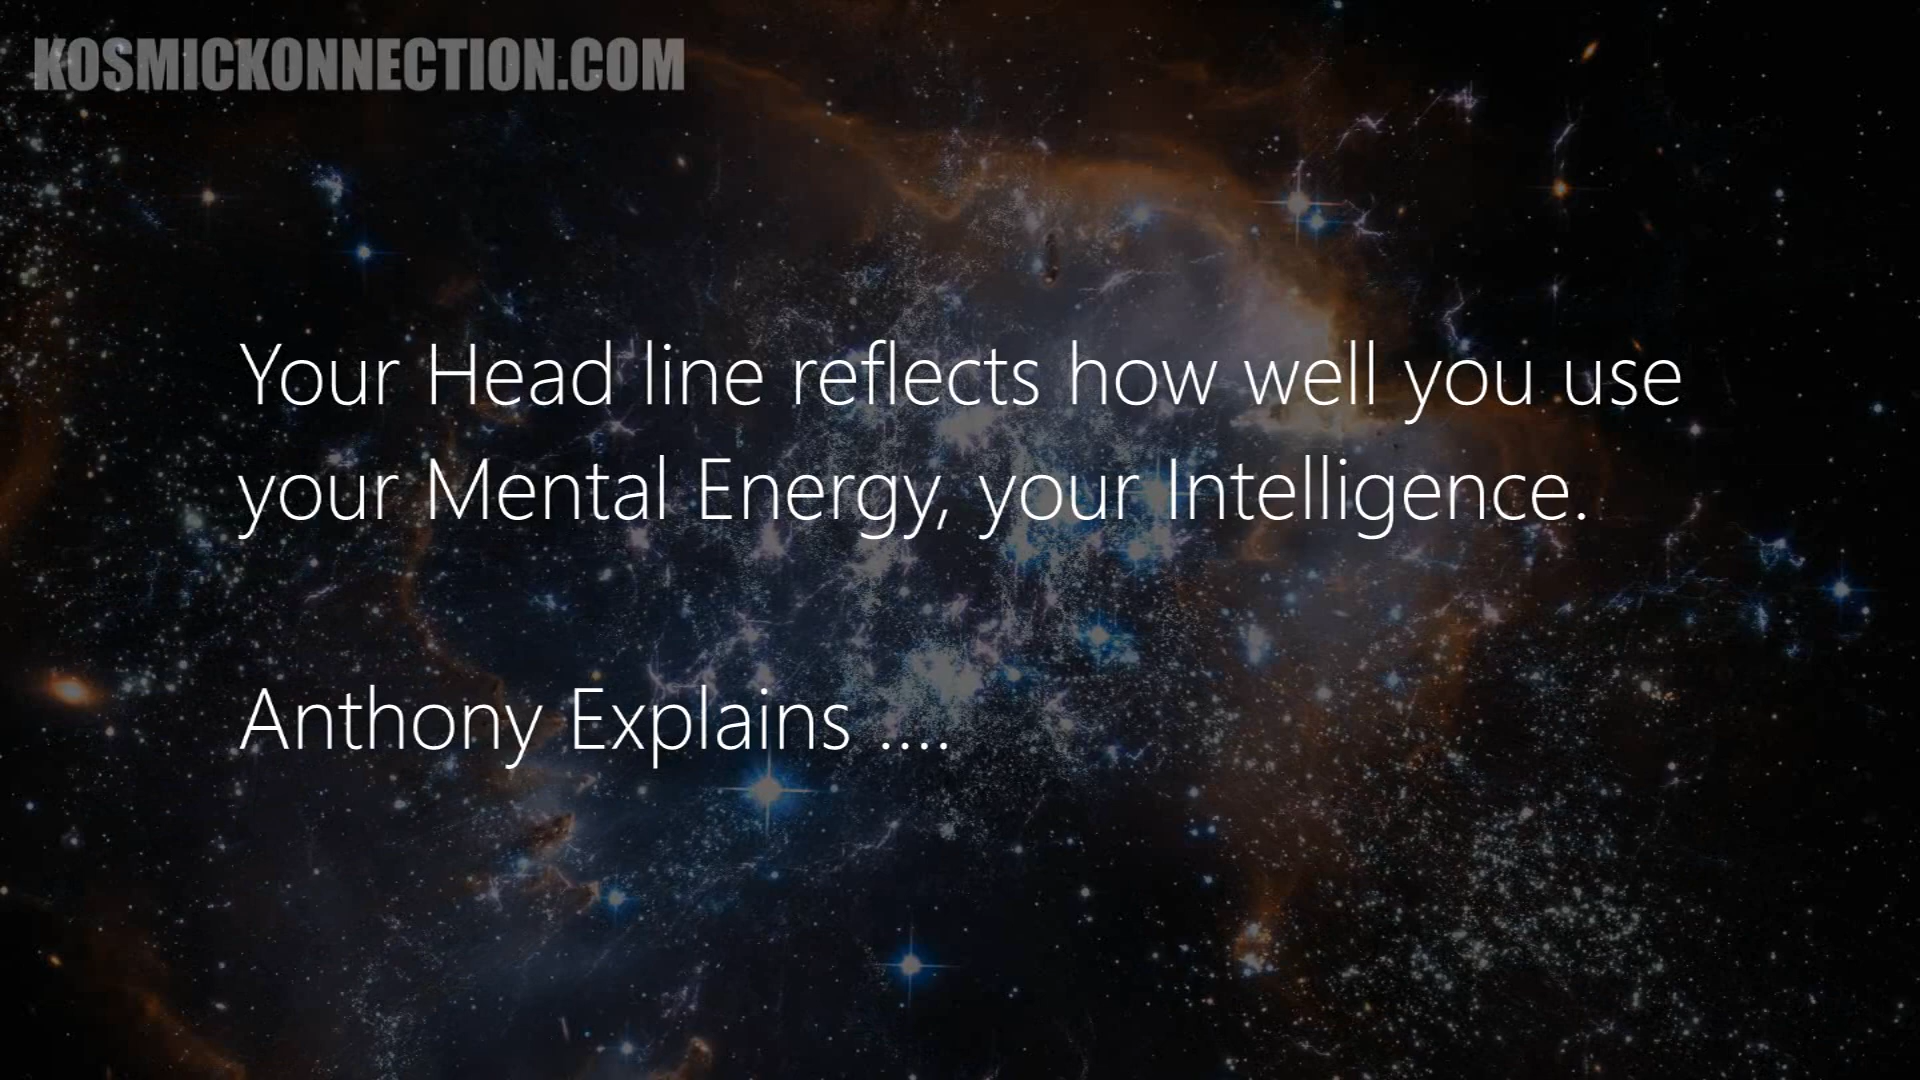 KOSMICKONNECTION.COM
Your Head line reflects how well you use
your Mental Energy, your Intelligence.
Anthony Explains ....